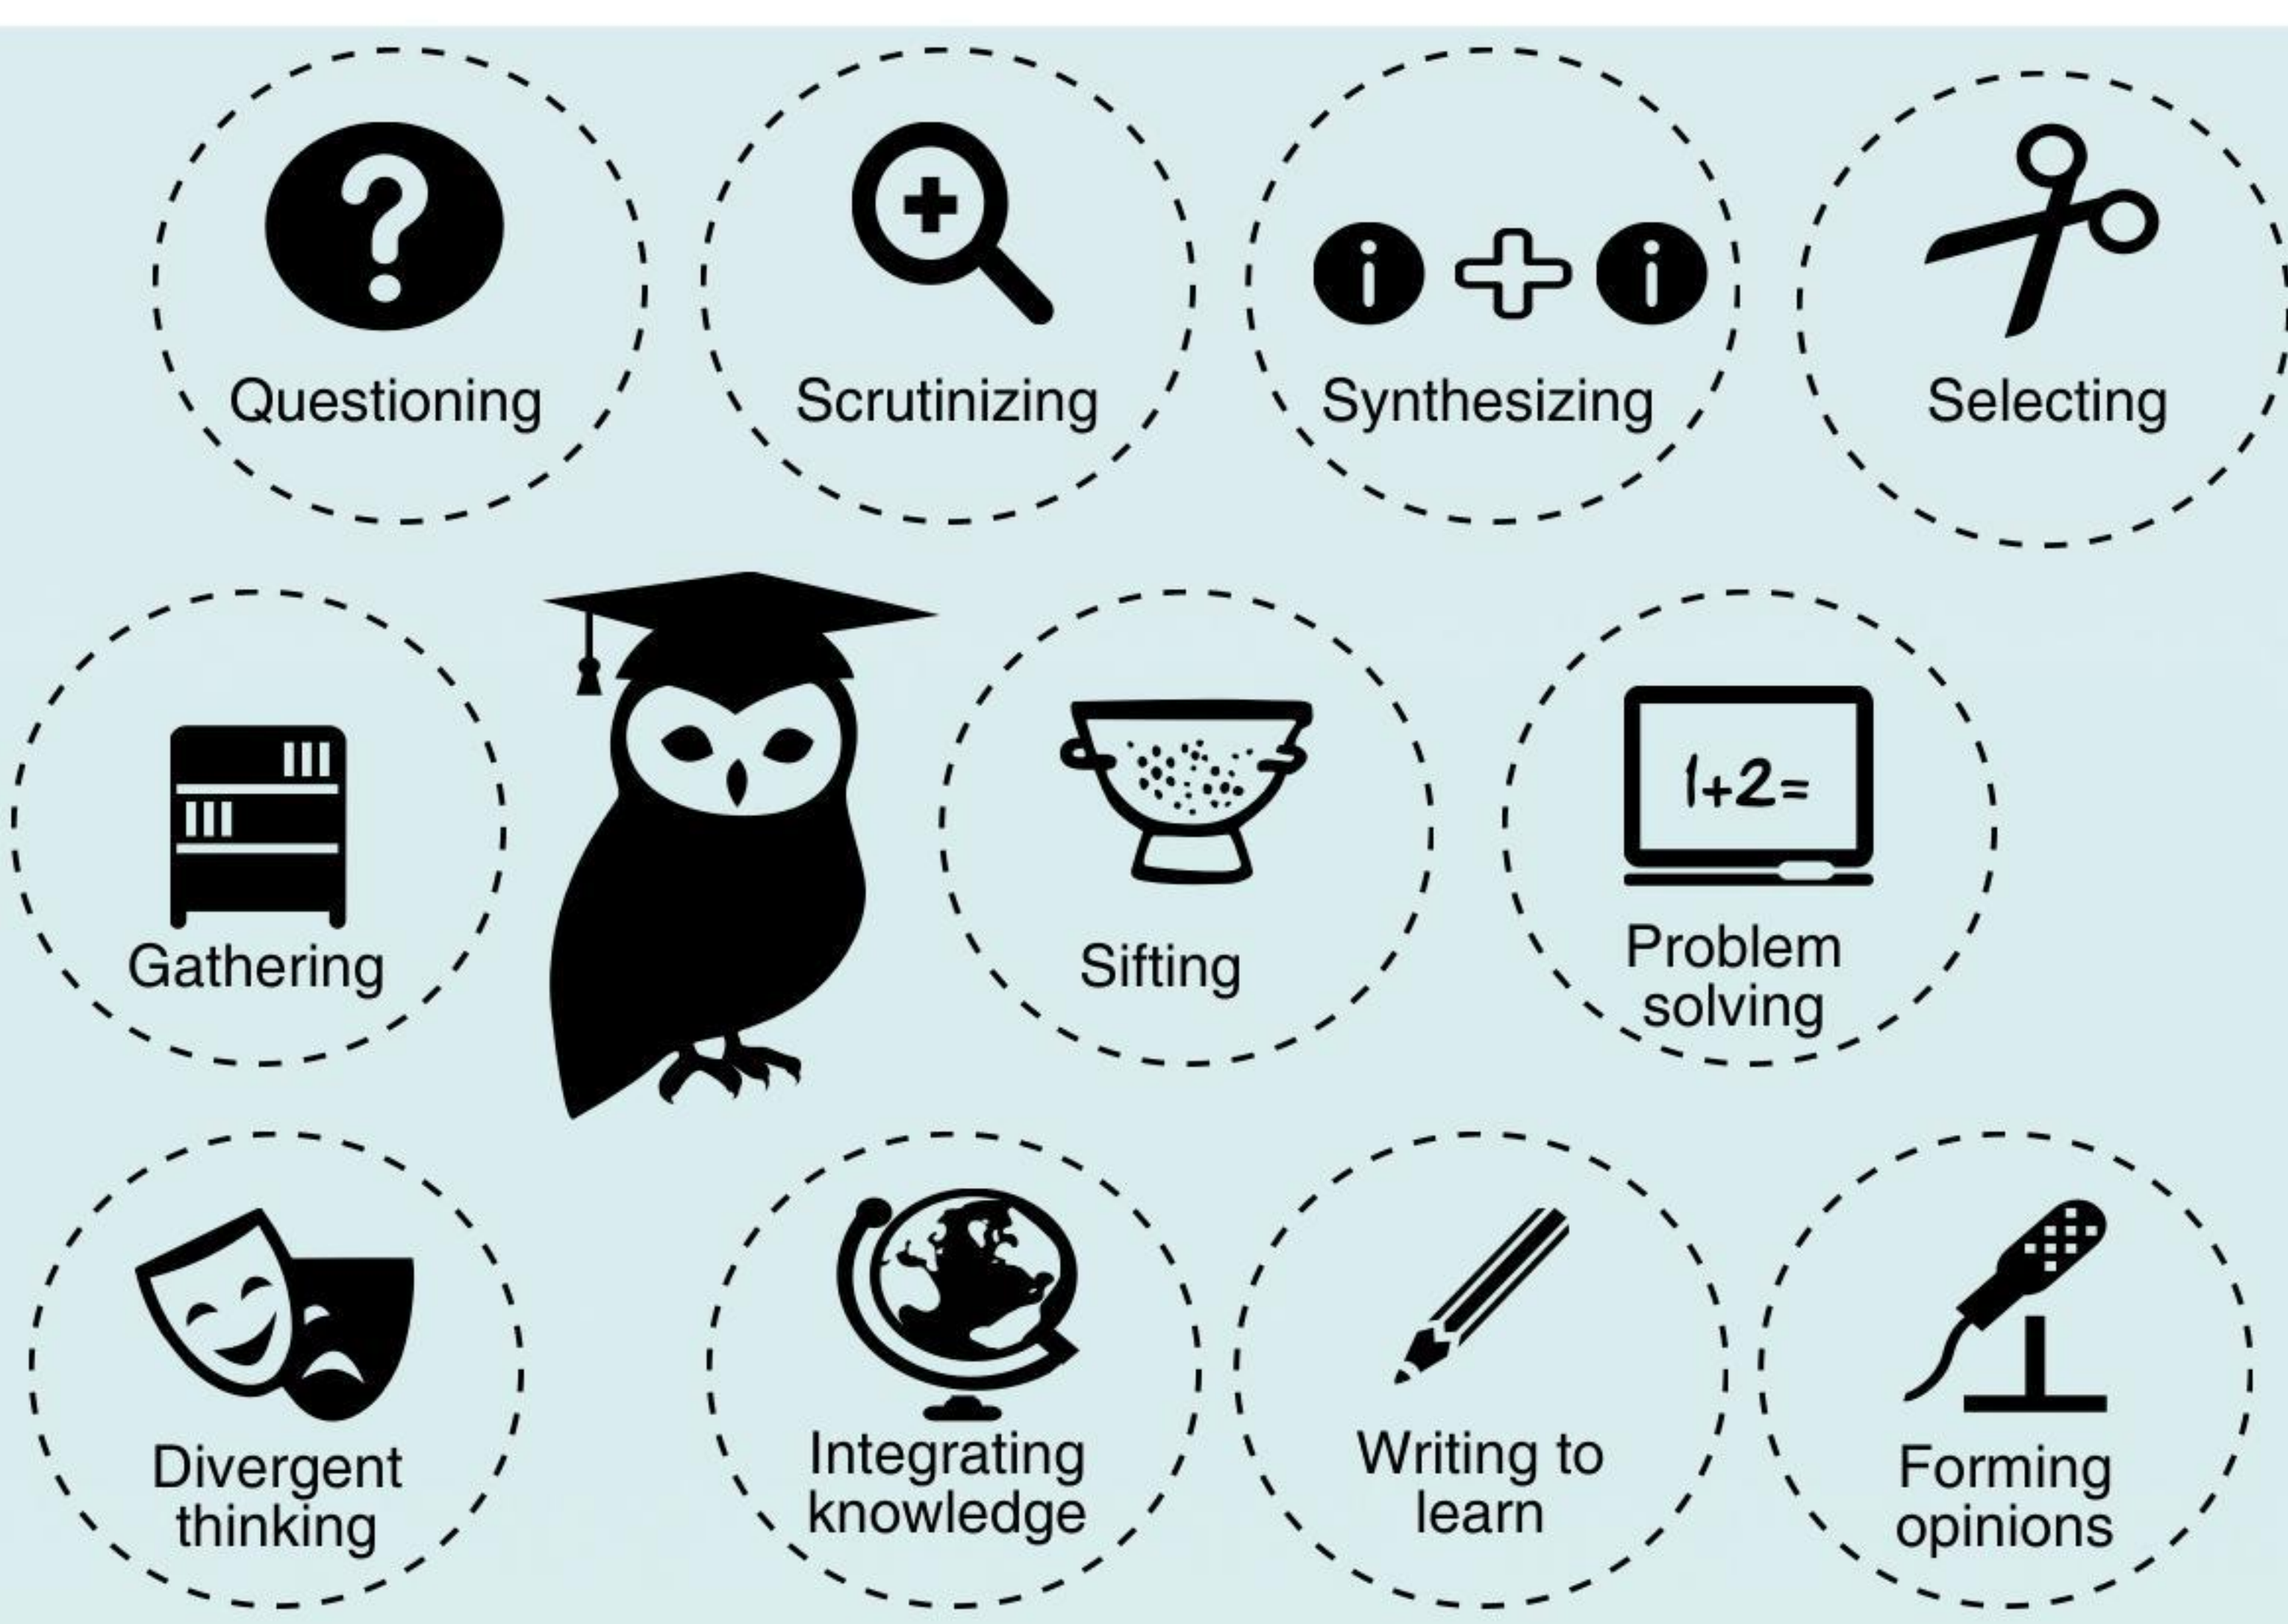 ?
i + i
Questioning
Scrutinizing
Synthesizing
Selecting
1+2=
Gathering
Sifting
Problem
solving
Divergent
thinking
Integrating
knowledge
Writing to
learn
Forming
opinions